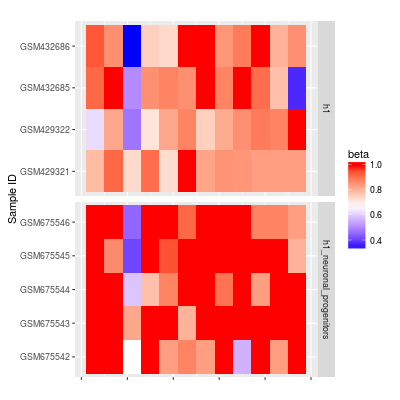 GSM432686
GSM432685
GSM429322
GSM429321
h1
GSM675546
GSM675545
GSM675544
GSM675543
GSM675542
h1_neuronal_progenitors
Sample ID
beta
1.0
0.8
0.6
0.4